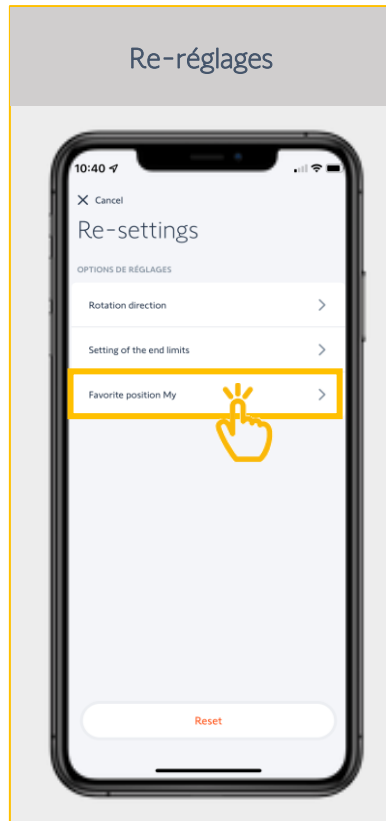 Re-réglages
10:40
Cancel
Re-settings
OPTIONS DE RÉGLAGES
Rotation direction
Setting of the end limits
Favorite position My
Reset